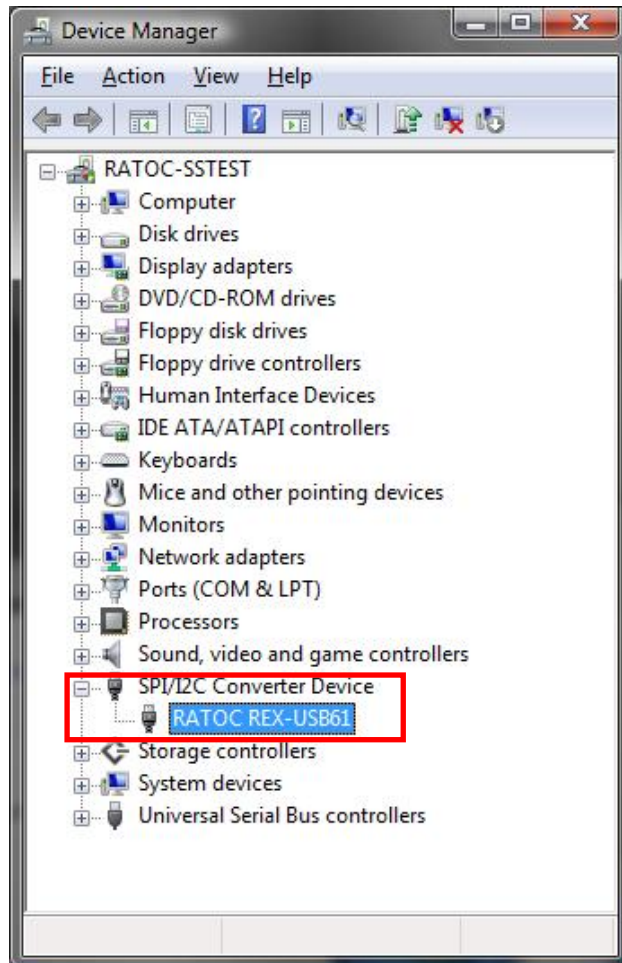 Device Manager
File Action View Help
RATOC-SSTEST
Computer
Disk drives
Display adapters
DVD/CD-ROM drives
Floppy disk drives
Floppy drive controllers
Human Interface Devices
IDE ATA/ATAPI controllers
Keyboards
Mice and other pointing devices
Monitors
Network adapters
Ports (COM & LPT)
Processors
Sound, video and game controllers
SPI/I2C Converter Device
RATOC REX-USB61
Storage controllers
System devices
Universal Serial Bus controllers